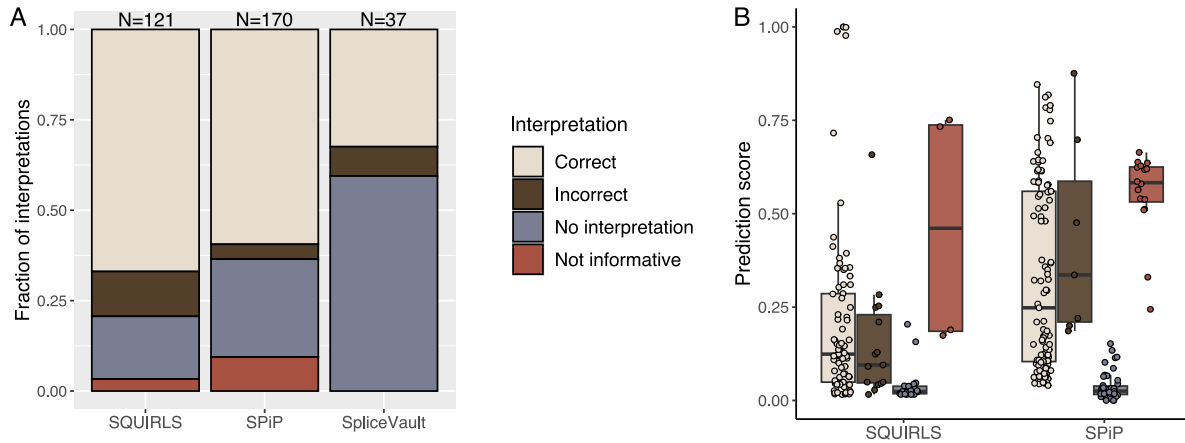 A
N=121 N=170 N=37
Fraction of interpretations
1.00
0.75
0.50
0.25
0.00
SQUIRLS SPiP SpliceVault
Interpretation
Correct
Incorrect
No interpretation
Not informative
B
Prediction score
1.00
0.75
0.50
0.25
0.00
SQUIRLS SPiP